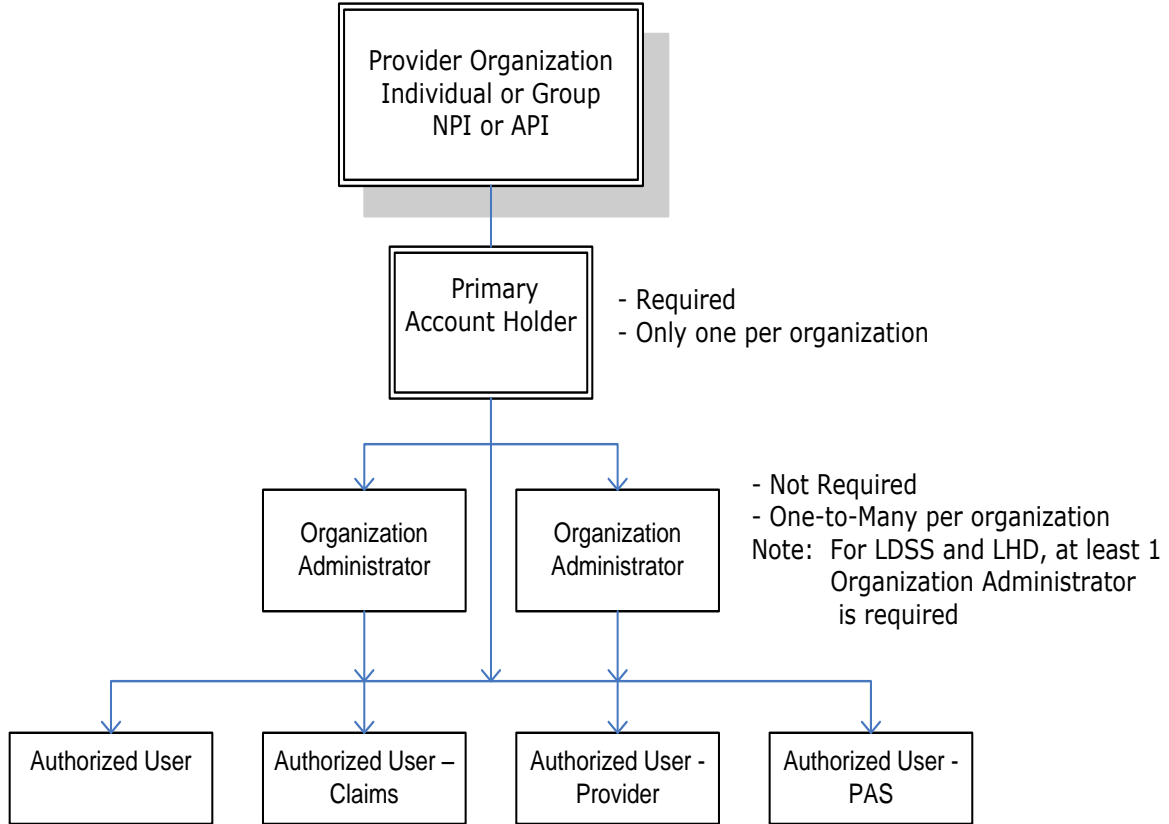 Provider Organization
Individual or Group
NPI or API
Primary
Account Holder
- Required
- Only one per organization
Organization
Administrator
Organization
Administrator
- Not Required
- One-to-Many per organization
Note: For LDSS and LHD, at least 1
Organization Administrator
is required
Authorized User
Authorized User –
Claims
Authorized User -
Provider
Authorized User -
PAS